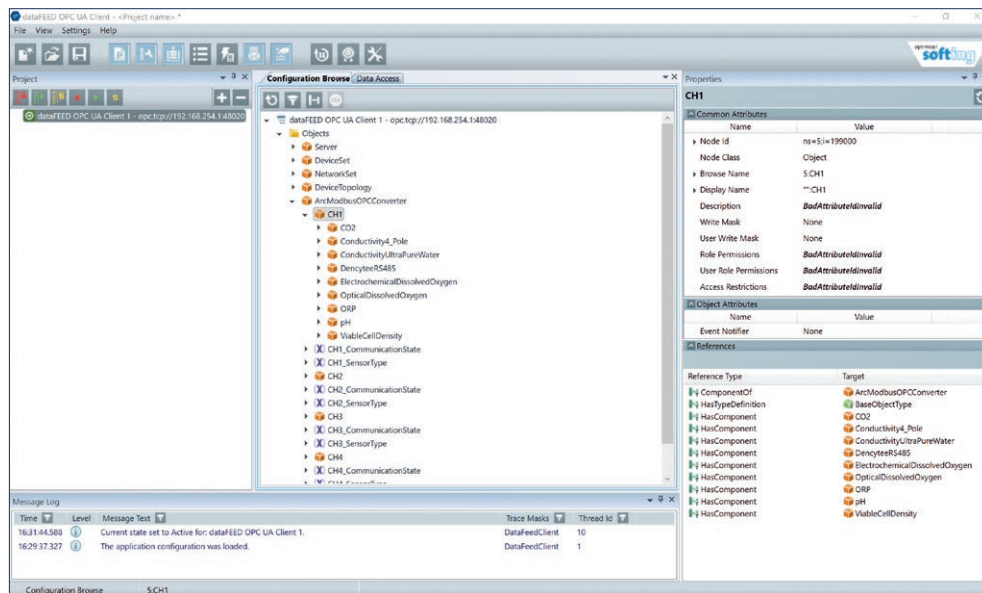 dataFEED OPC UA Client - <Project name> *
File View Settings Help
optimize!
softing
Project
dataFEED OPC UA Client 1 - opc.tcp://192.168.254.1:48020
Configuration Browse Data Access
dataFEED OPC UA Client 1 - opc.tcp://192.168.254.1:48020
Objects
Server
DeviceSet
NetworkSet
DeviceTopology
ArcModbusOPCConverter
CH1
CO2
Conductivity4_Pole
ConductivityUltraPureWater
DencyteeRS485
ElectrochemicalDissolvedOxygen
OpticalDissolvedOxygen
ORP
pH
ViableCellDensity
CH1_CommunicationState
CH1_SensorType
CH2
CH2_CommunicationState
CH2_SensorType
CH3
CH3_CommunicationState
CH3_SensorType
CH4
CH4_CommunicationState
CH4_SensorType
Properties
CH1
Common Attributes
Name Value
Node Id ns=5;i=199000
Node Class Object
Browse Name 5:CH1
Display Name "":CH1
Description BadAttributeIdInvalid
Write Mask None
User Write Mask None
Role Permissions BadAttributeIdInvalid
User Role Permissions BadAttributeIdInvalid
Access Restrictions BadAttributeIdInvalid
Object Attributes
Name Value
Event Notifier None
References
Reference Type Target
ComponentOf ArcModbusOPCConverter
HasTypeDefinition BaseObjectType
HasComponent CO2
HasComponent Conductivity4_Pole
HasComponent ConductivityUltraPureWater
HasComponent DencyteeRS485
HasComponent ElectrochemicalDissolvedOxygen
HasComponent OpticalDissolvedOxygen
HasComponent ORP
HasComponent pH
HasComponent ViableCellDensity
Message Log
Time Level Message Text Trace Masks Thread Id
16:31:44.588 Current state set to Active for: dataFEED OPC UA Client 1. DataFeedClient 10
16:29:37.327 The application configuration was loaded. DataFeedClient 1
Configuration Browse 5:CH1